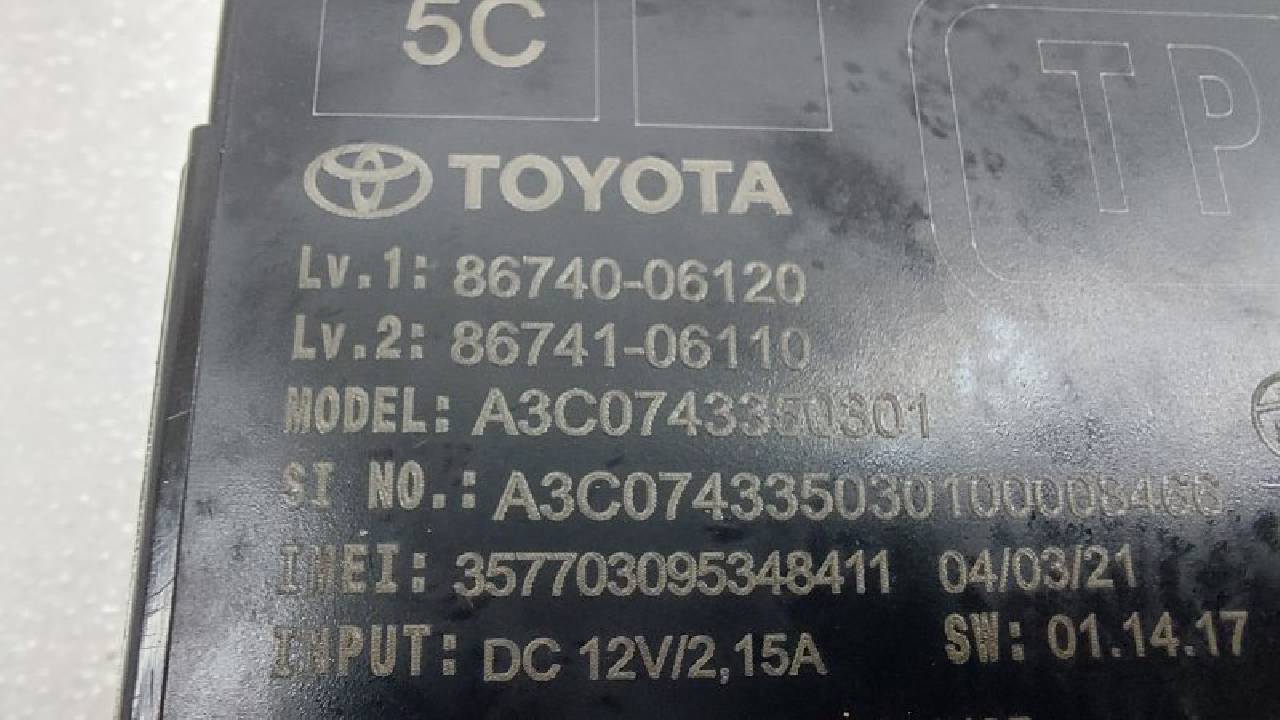 5C
TP
TOYOTA
Lv.1: 86740-06120
Lv.2: 86741-06110
MODEL: A3C0743350301
SI NO.: A3C074335030100008466
IMEI: 357703095348411 04/03/21
INPUT: DC 12V/2,15A SW: 01.14.17